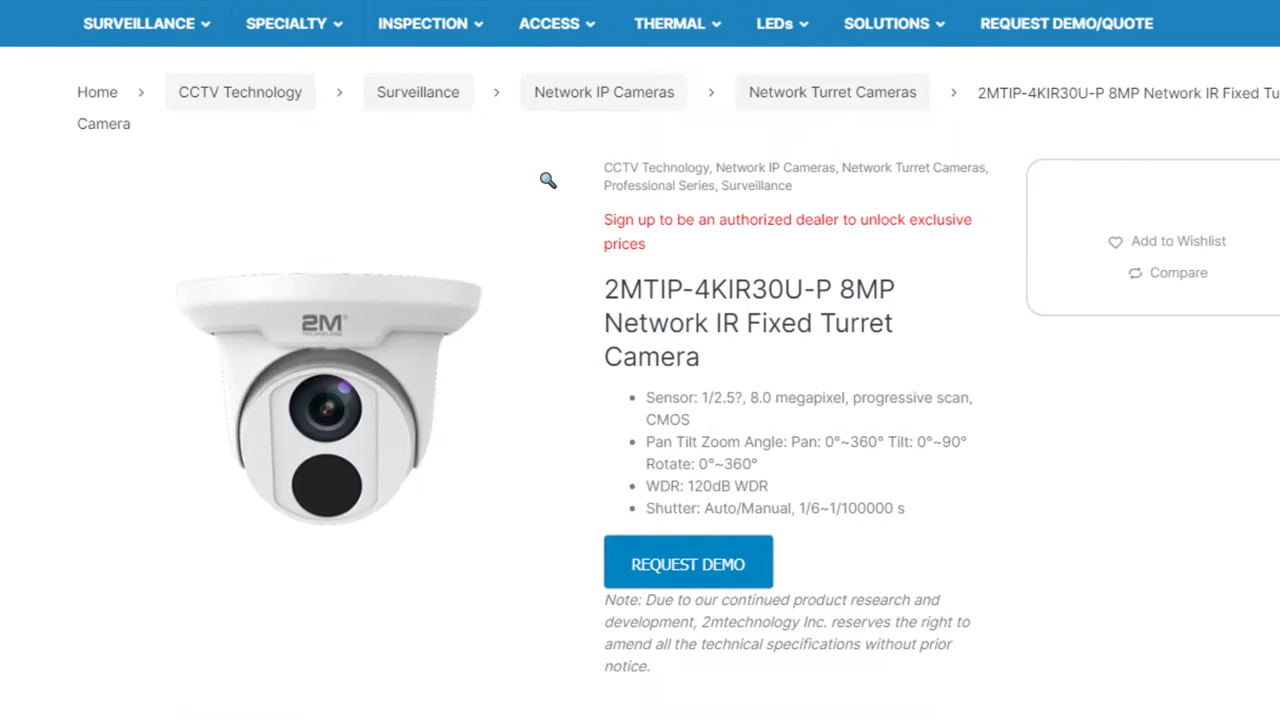 SURVEILLANCE SPECIALTY INSPECTION ACCESS THERMAL LEDs SOLUTIONS REQUEST DEMO/QUOTE
Home > CCTV Technology > Surveillance > Network IP Cameras > Network Turret Cameras > 2MTIP-4KIR30U-P 8MP Network IR Fixed Tu
Camera
CCTV Technology, Network IP Cameras, Network Turret Cameras,
Professional Series, Surveillance
Sign up to be an authorized dealer to unlock exclusive
prices
Add to Wishlist
Compare
2MTIP-4KIR30U-P 8MP
Network IR Fixed Turret
Camera
2M
• Sensor: 1/2.5?, 8.0 megapixel, progressive scan,
CMOS
• Pan Tilt Zoom Angle: Pan: 0°~360° Tilt: 0°~90°
Rotate: 0°~360°
• WDR: 120dB WDR
• Shutter: Auto/Manual, 1/6~1/100000 s
REQUEST DEMO
Note: Due to our continued product research and
development, 2mtechnology Inc. reserves the right to
amend all the technical specifications without prior
notice.